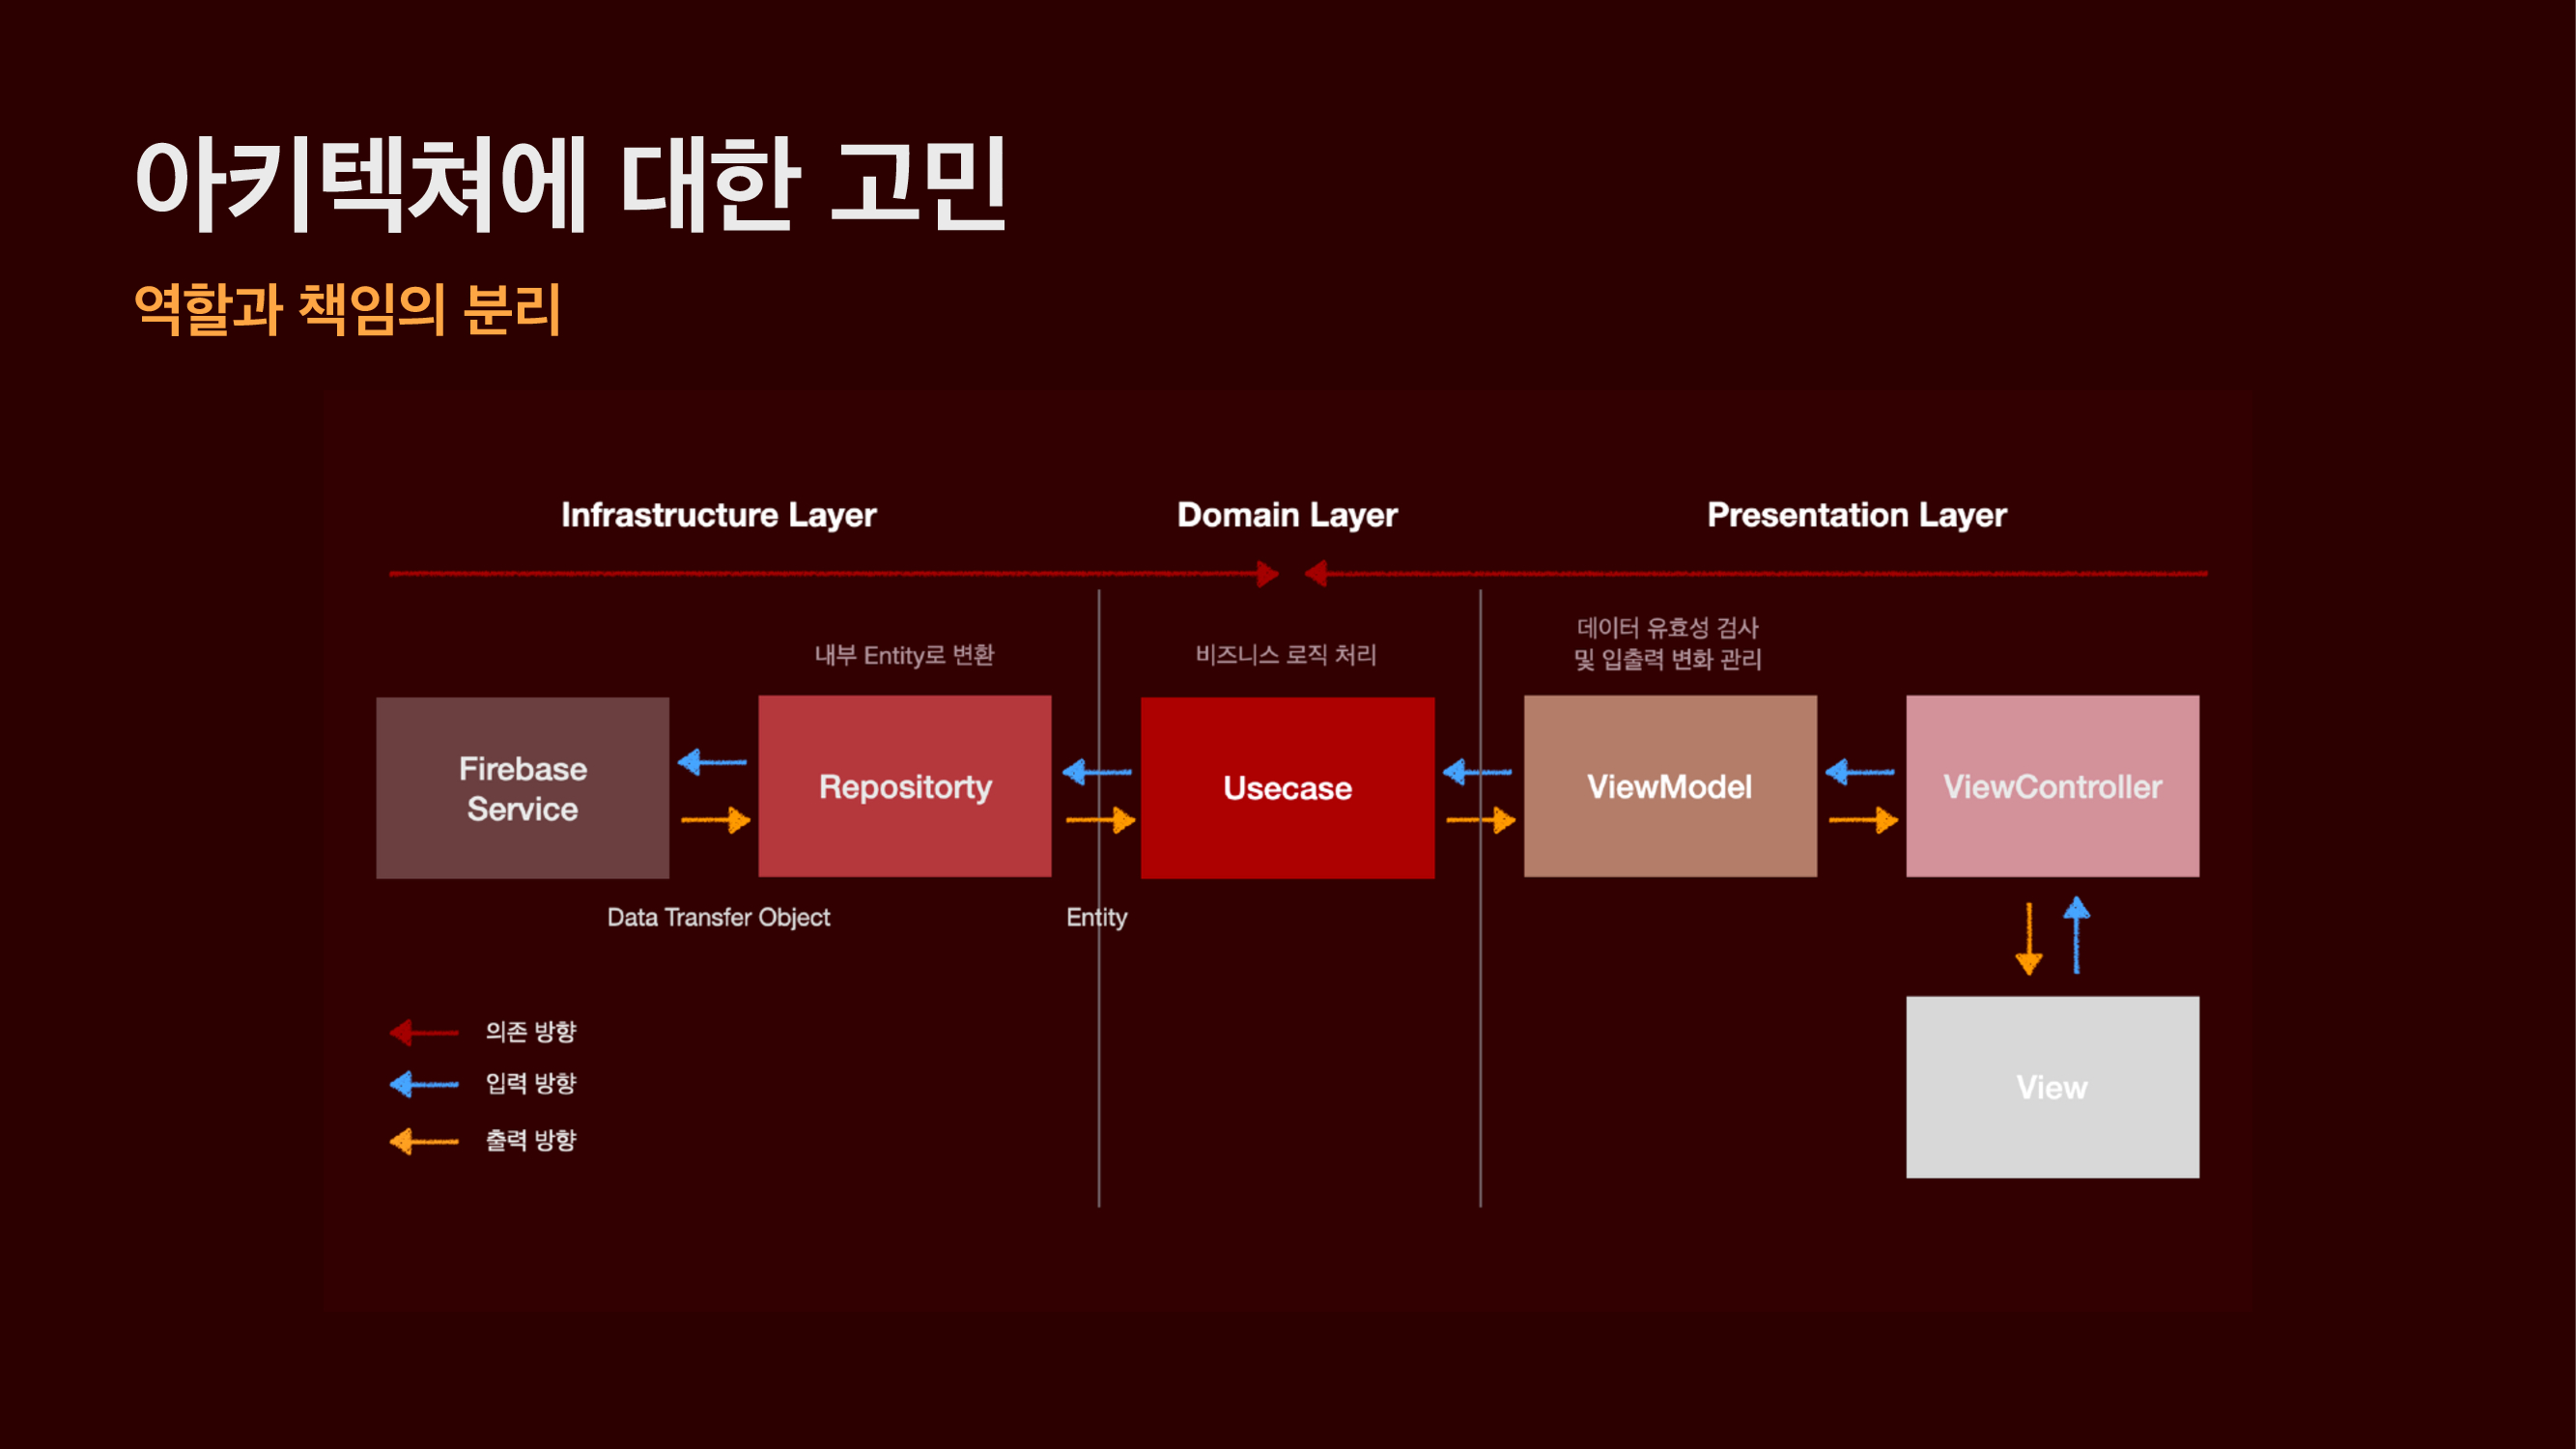 아키텍쳐에 대한 고민
역할과 책임의 분리
Infrastructure Layer
Domain Layer
Presentation Layer
내부 Entity로 변환
비즈니스 로직 처리
데이터 유효성 검사
및 입출력 변화 관리
Firebase
Service
Repositorty
Usecase
ViewModel
ViewController
Data Transfer Object
Entity
View
의존 방향
입력 방향
출력 방향